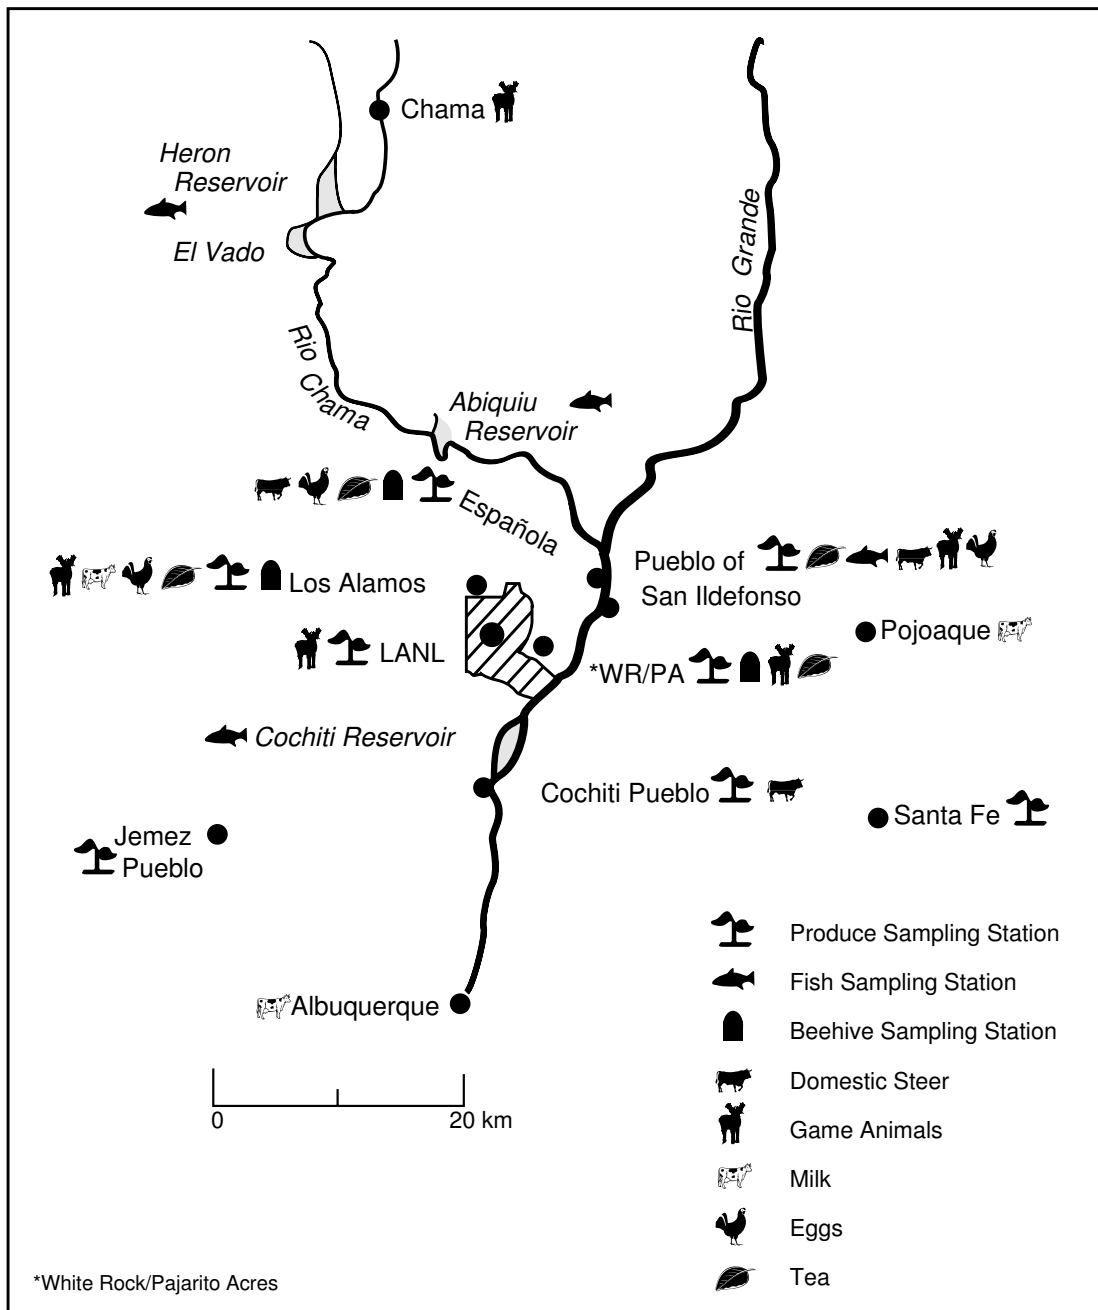 Chama
Heron
Reservoir
El Vado
Rio Grande
Rio Chama
Abiquiu
Reservoir
Española
Pueblo of
San Ildefonso
Los Alamos
Pojoaque
LANL
*WR/PA
Cochiti Reservoir
Cochiti Pueblo
Santa Fe
Jemez
Pueblo
Albuquerque
0
20 km
Produce Sampling Station
Fish Sampling Station
Beehive Sampling Station
Domestic Steer
Game Animals
Milk
Eggs
Tea
*White Rock/Pajarito Acres